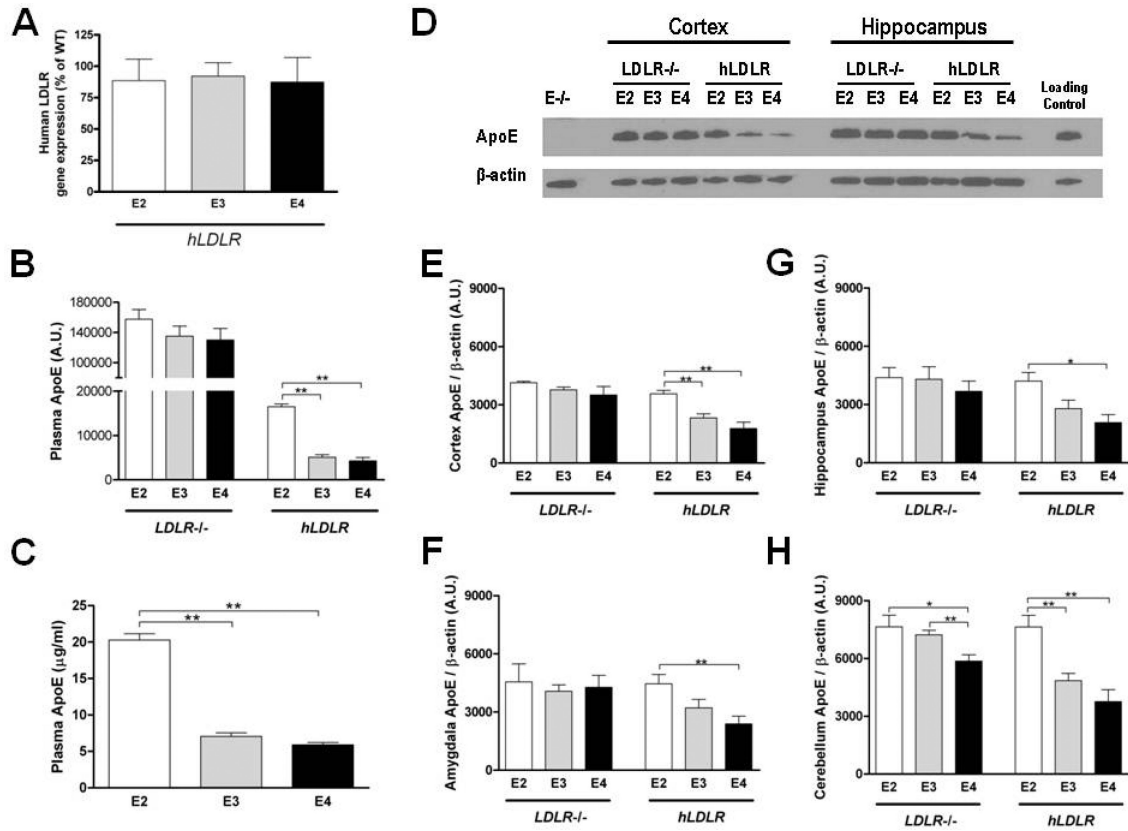 A
Human LDLR
gene expression (% of WT)
125
100
75
50
25
0
E2 E3 E4
hLDLR
B
Plasma ApoE (A.U.)
180000
140000
100000
20000
10000
0
** **
E2 E3 E4 E2 E3 E4
LDLR-/- hLDLR
C
Plasma ApoE (µg/ml)
25
20
15
10
5
0
** **
E2 E3 E4
D
Cortex Hippocampus
LDLR-/- hLDLR LDLR-/- hLDLR
E-/- E2 E3 E4 E2 E3 E4 E2 E3 E4 E2 E3 E4 Loading
Control
ApoE
β-actin
E
Cortex ApoE / β-actin (A.U.)
9000
6000
3000
0
** **
E2 E3 E4 E2 E3 E4
LDLR-/- hLDLR
F
Amygdala ApoE / β-actin (A.U.)
9000
6000
3000
0
**
E2 E3 E4 E2 E3 E4
LDLR-/- hLDLR
G
Hippocampus ApoE / β-actin (A.U.)
9000
6000
3000
0
*
E2 E3 E4 E2 E3 E4
LDLR-/- hLDLR
H
Cerebellum ApoE / β-actin (A.U.)
9000
6000
3000
0
* ** ** **
E2 E3 E4 E2 E3 E4
LDLR-/- hLDLR